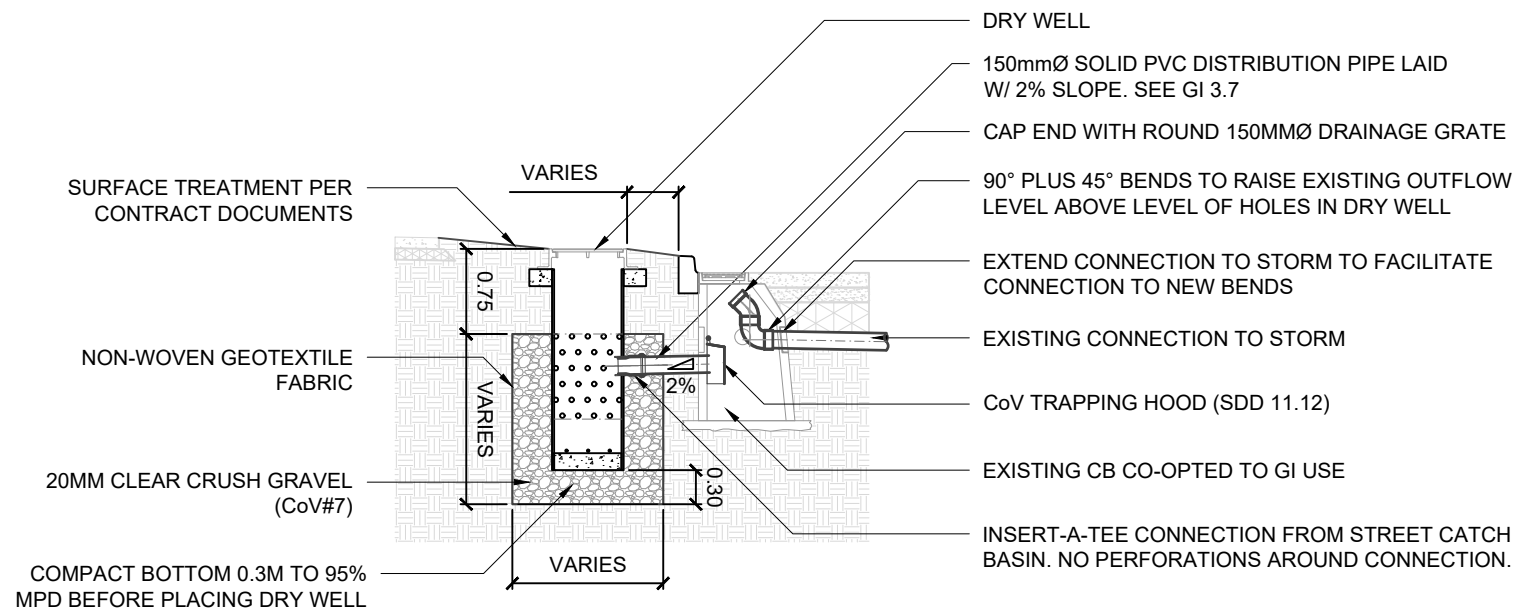 DRY WELL
150mmØ SOLID PVC DISTRIBUTION PIPE LAID
W/ 2% SLOPE. SEE GI 3.7
CAP END WITH ROUND 150MMØ DRAINAGE GRATE
VARIES
SURFACE TREATMENT PER
CONTRACT DOCUMENTS
90° PLUS 45° BENDS TO RAISE EXISTING OUTFLOW
LEVEL ABOVE LEVEL OF HOLES IN DRY WELL
EXTEND CONNECTION TO STORM TO FACILITATE
CONNECTION TO NEW BENDS
0.75
EXISTING CONNECTION TO STORM
NON-WOVEN GEOTEXTILE
FABRIC
VARIES
2%
CoV TRAPPING HOOD (SDD 11.12)
EXISTING CB CO-OPTED TO GI USE
20MM CLEAR CRUSH GRAVEL
(CoV#7)
0.30
INSERT-A-TEE CONNECTION FROM STREET CATCH
BASIN. NO PERFORATIONS AROUND CONNECTION.
VARIES
COMPACT BOTTOM 0.3M TO 95%
MPD BEFORE PLACING DRY WELL